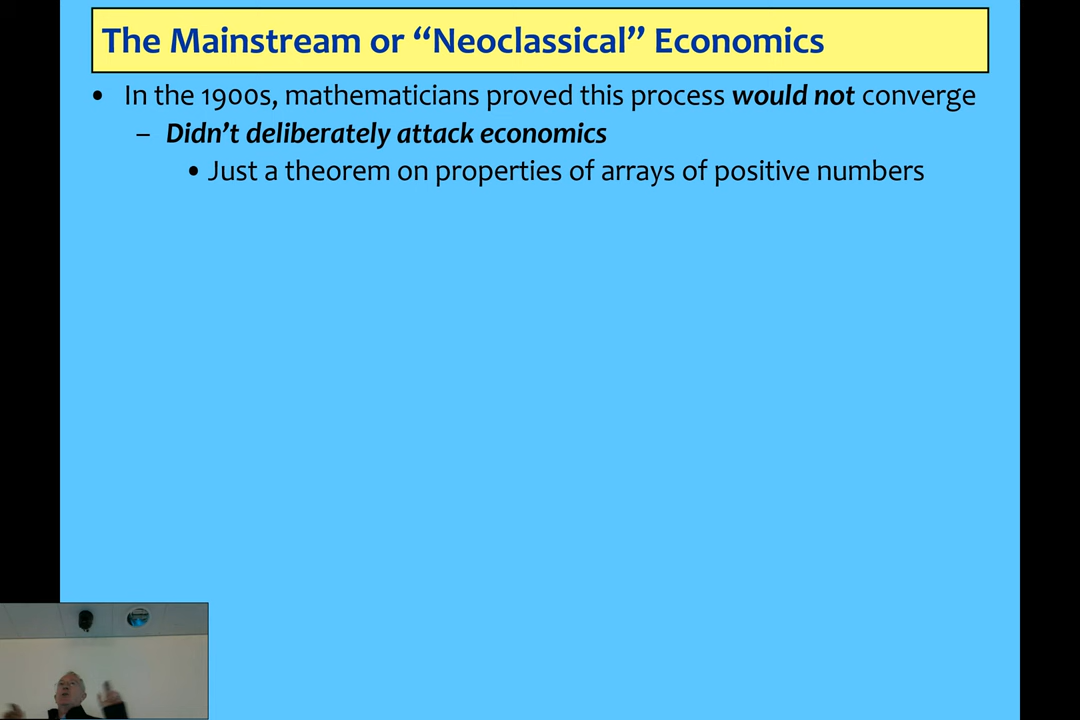 The Mainstream or “Neoclassical” Economics
• In the 1900s, mathematicians proved this process would not converge
– Didn’t deliberately attack economics
• Just a theorem on properties of arrays of positive numbers